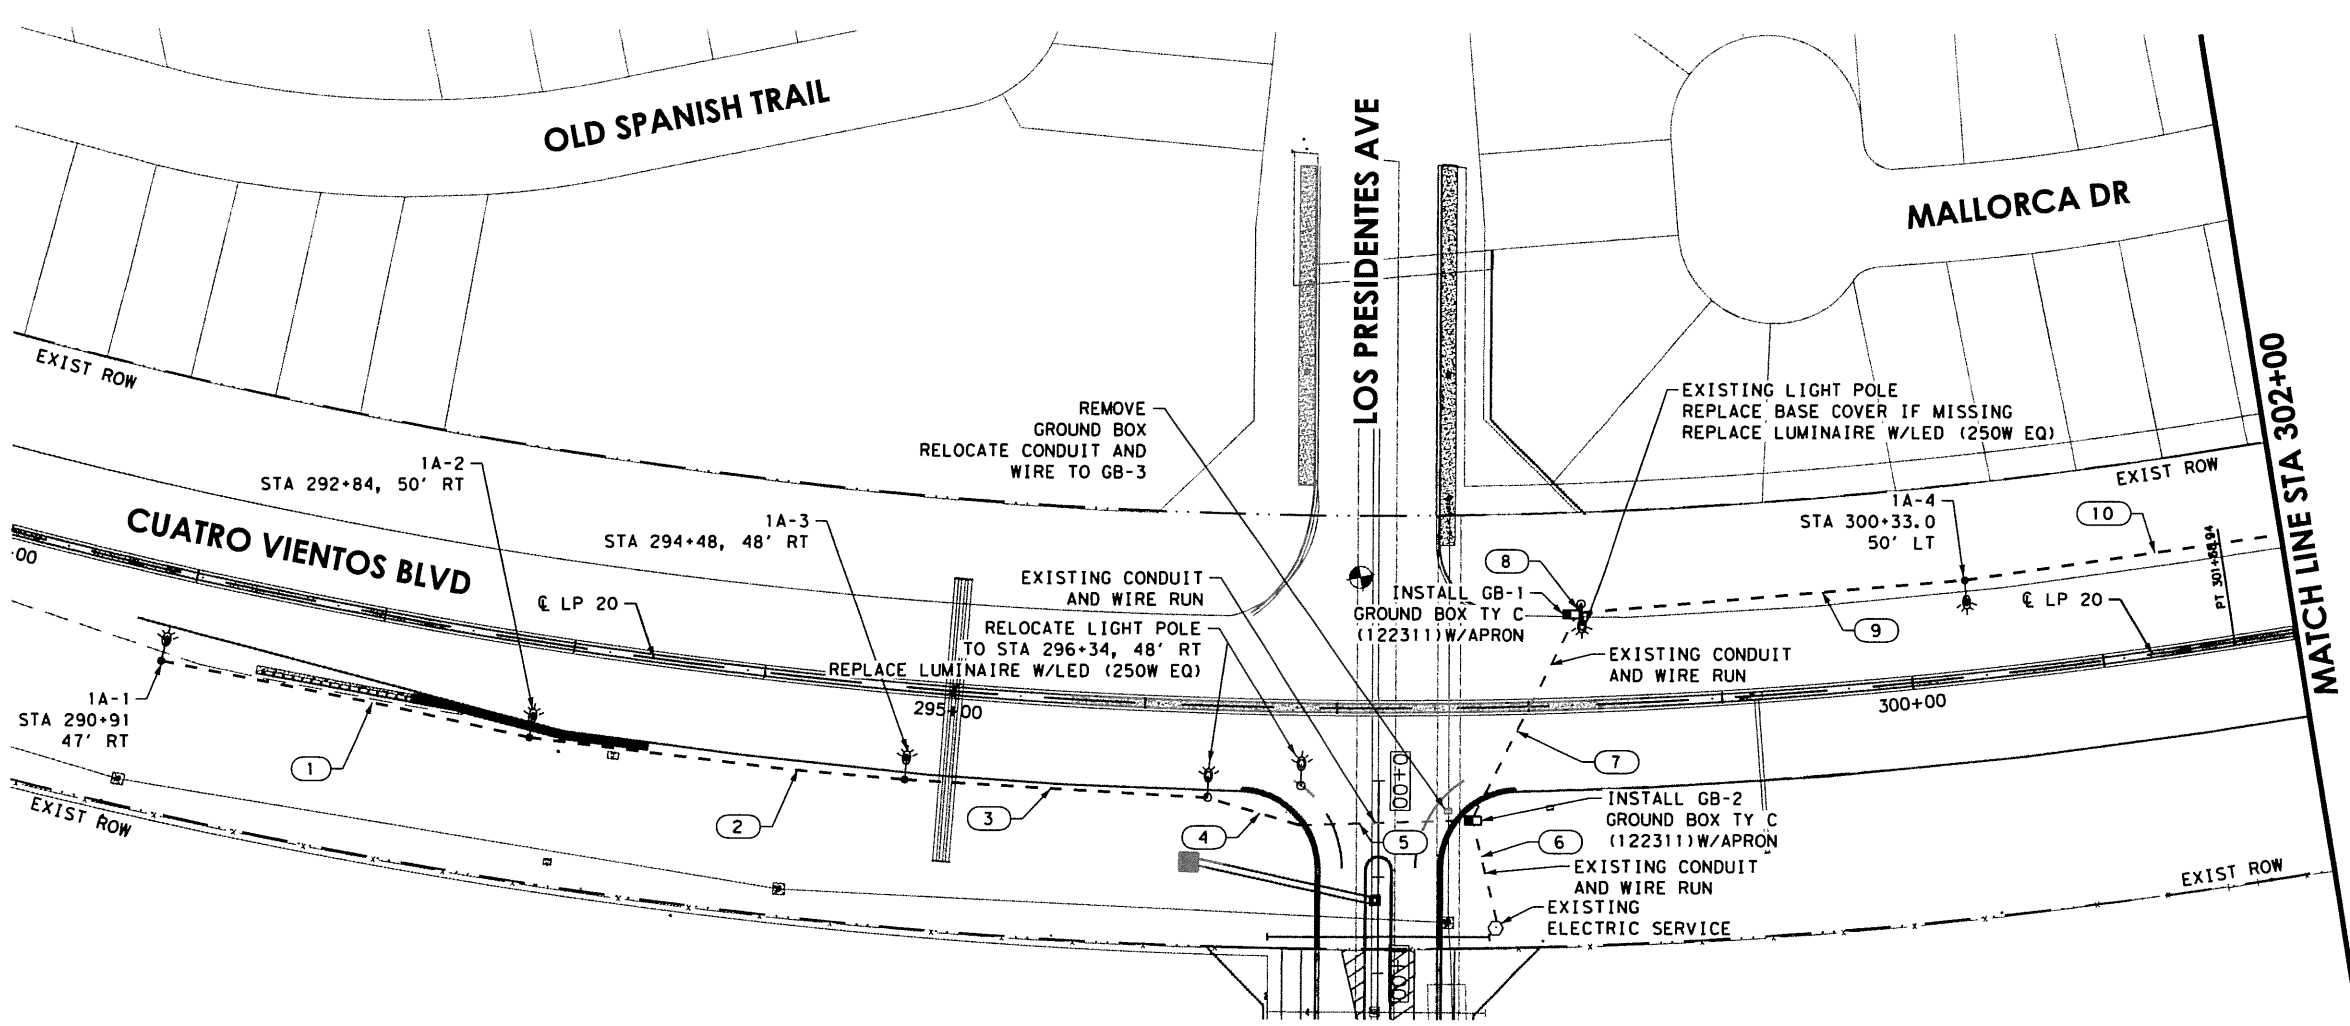 OLD SPANISH TRAIL
LOS PRESIDENTES AVE
MALLORCA DR
EXIST ROW
REMOVE
GROUND BOX
RELOCATE CONDUIT AND
WIRE TO GB-3
EXISTING LIGHT POLE
REPLACE BASE COVER IF MISSING
REPLACE LUMINAIRE W/LED (250W EQ)
MATCH LINE STA 302+00
1A-2
STA 292+84, 50' RT
EXIST ROW
1A-4
STA 300+33.0
50' LT
10
CUATRO VIENTOS BLVD
1A-3
STA 294+48, 48' RT
-00
EXISTING CONDUIT
AND WIRE RUN
8
INSTALL GB-1
GROUND BOX TY C
(122311)W/APRON
℄ LP 20
℄ LP 20
9
RELOCATE LIGHT POLE
TO STA 296+34, 48' RT
REPLACE LUMINAIRE W/LED (250W EQ)
EXISTING CONDUIT
AND WIRE RUN
1A-1
STA 290+91
47' RT
295+00
300+00
1
2
3
4
5
7
00+0
INSTALL GB-2
GROUND BOX TY C
(122311)W/APRON
6
EXISTING CONDUIT
AND WIRE RUN
EXISTING
ELECTRIC SERVICE
EXIST ROW
EXIST ROW